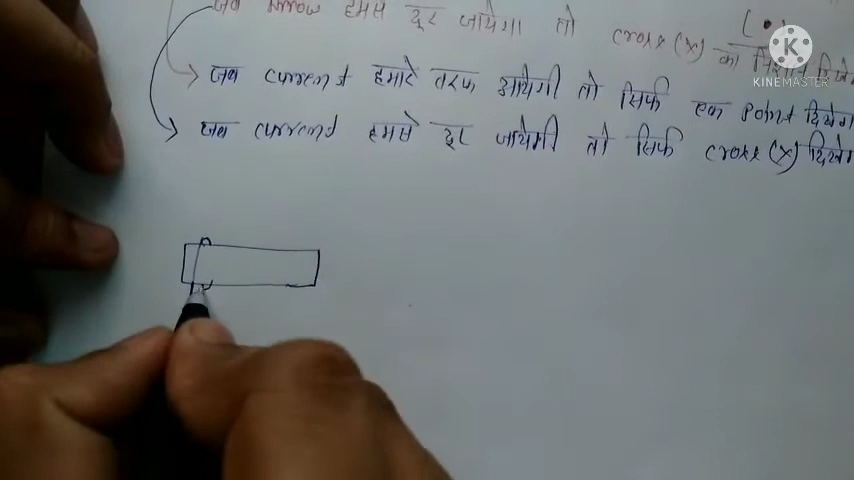 जब arrow हमसे दूर जायेगा तो cross (x) का निशान
(•)
जब current हमारे तरफ आयेगी तो सिर्फ एक point
जब current हमसे दूर जायेगी तो सिर्फ cross (x)
KINEMASTER